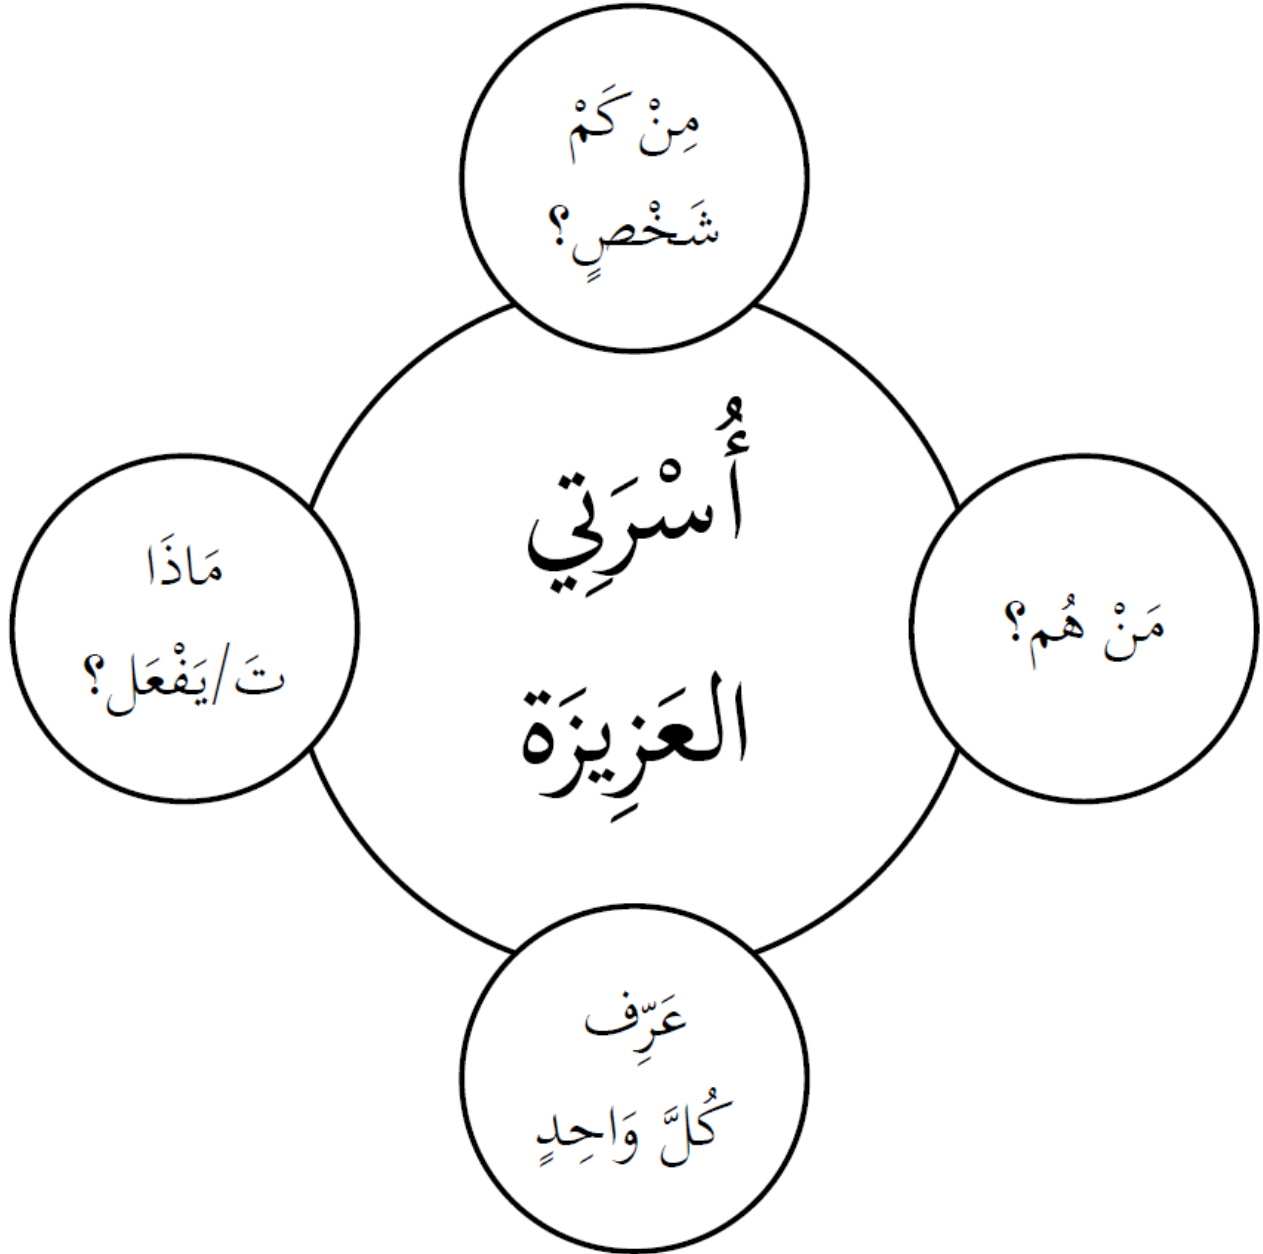 مِنْ كَمْ
شَخْصٍ؟
أُسْرَتِي
العَزِيزَة
مَنْ هُم؟
مَاذَا
تَ/يَفْعَل؟
عَرِّف
كُلَّ وَاحِدٍ